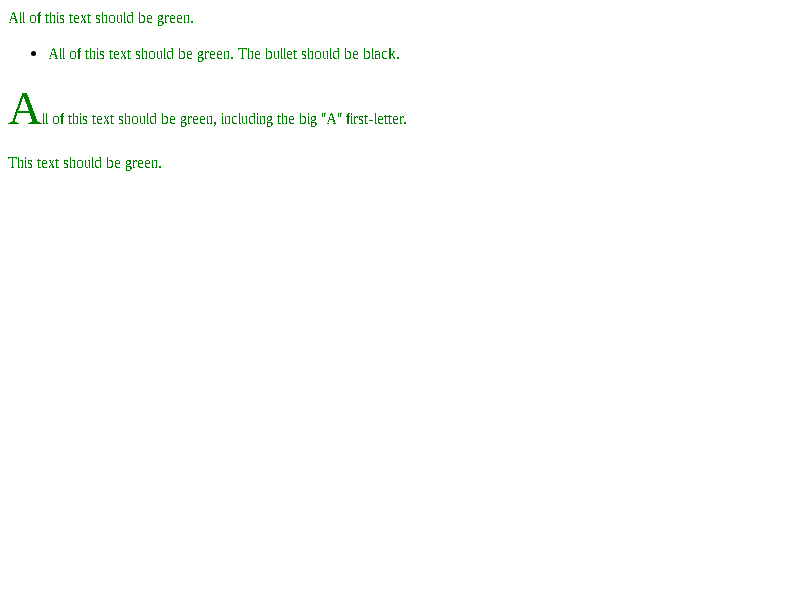 All of this text should be green.
All of this text should be green. The bullet should be black.
All of this text should be green, including the big "A" first-letter.
This text should be green.